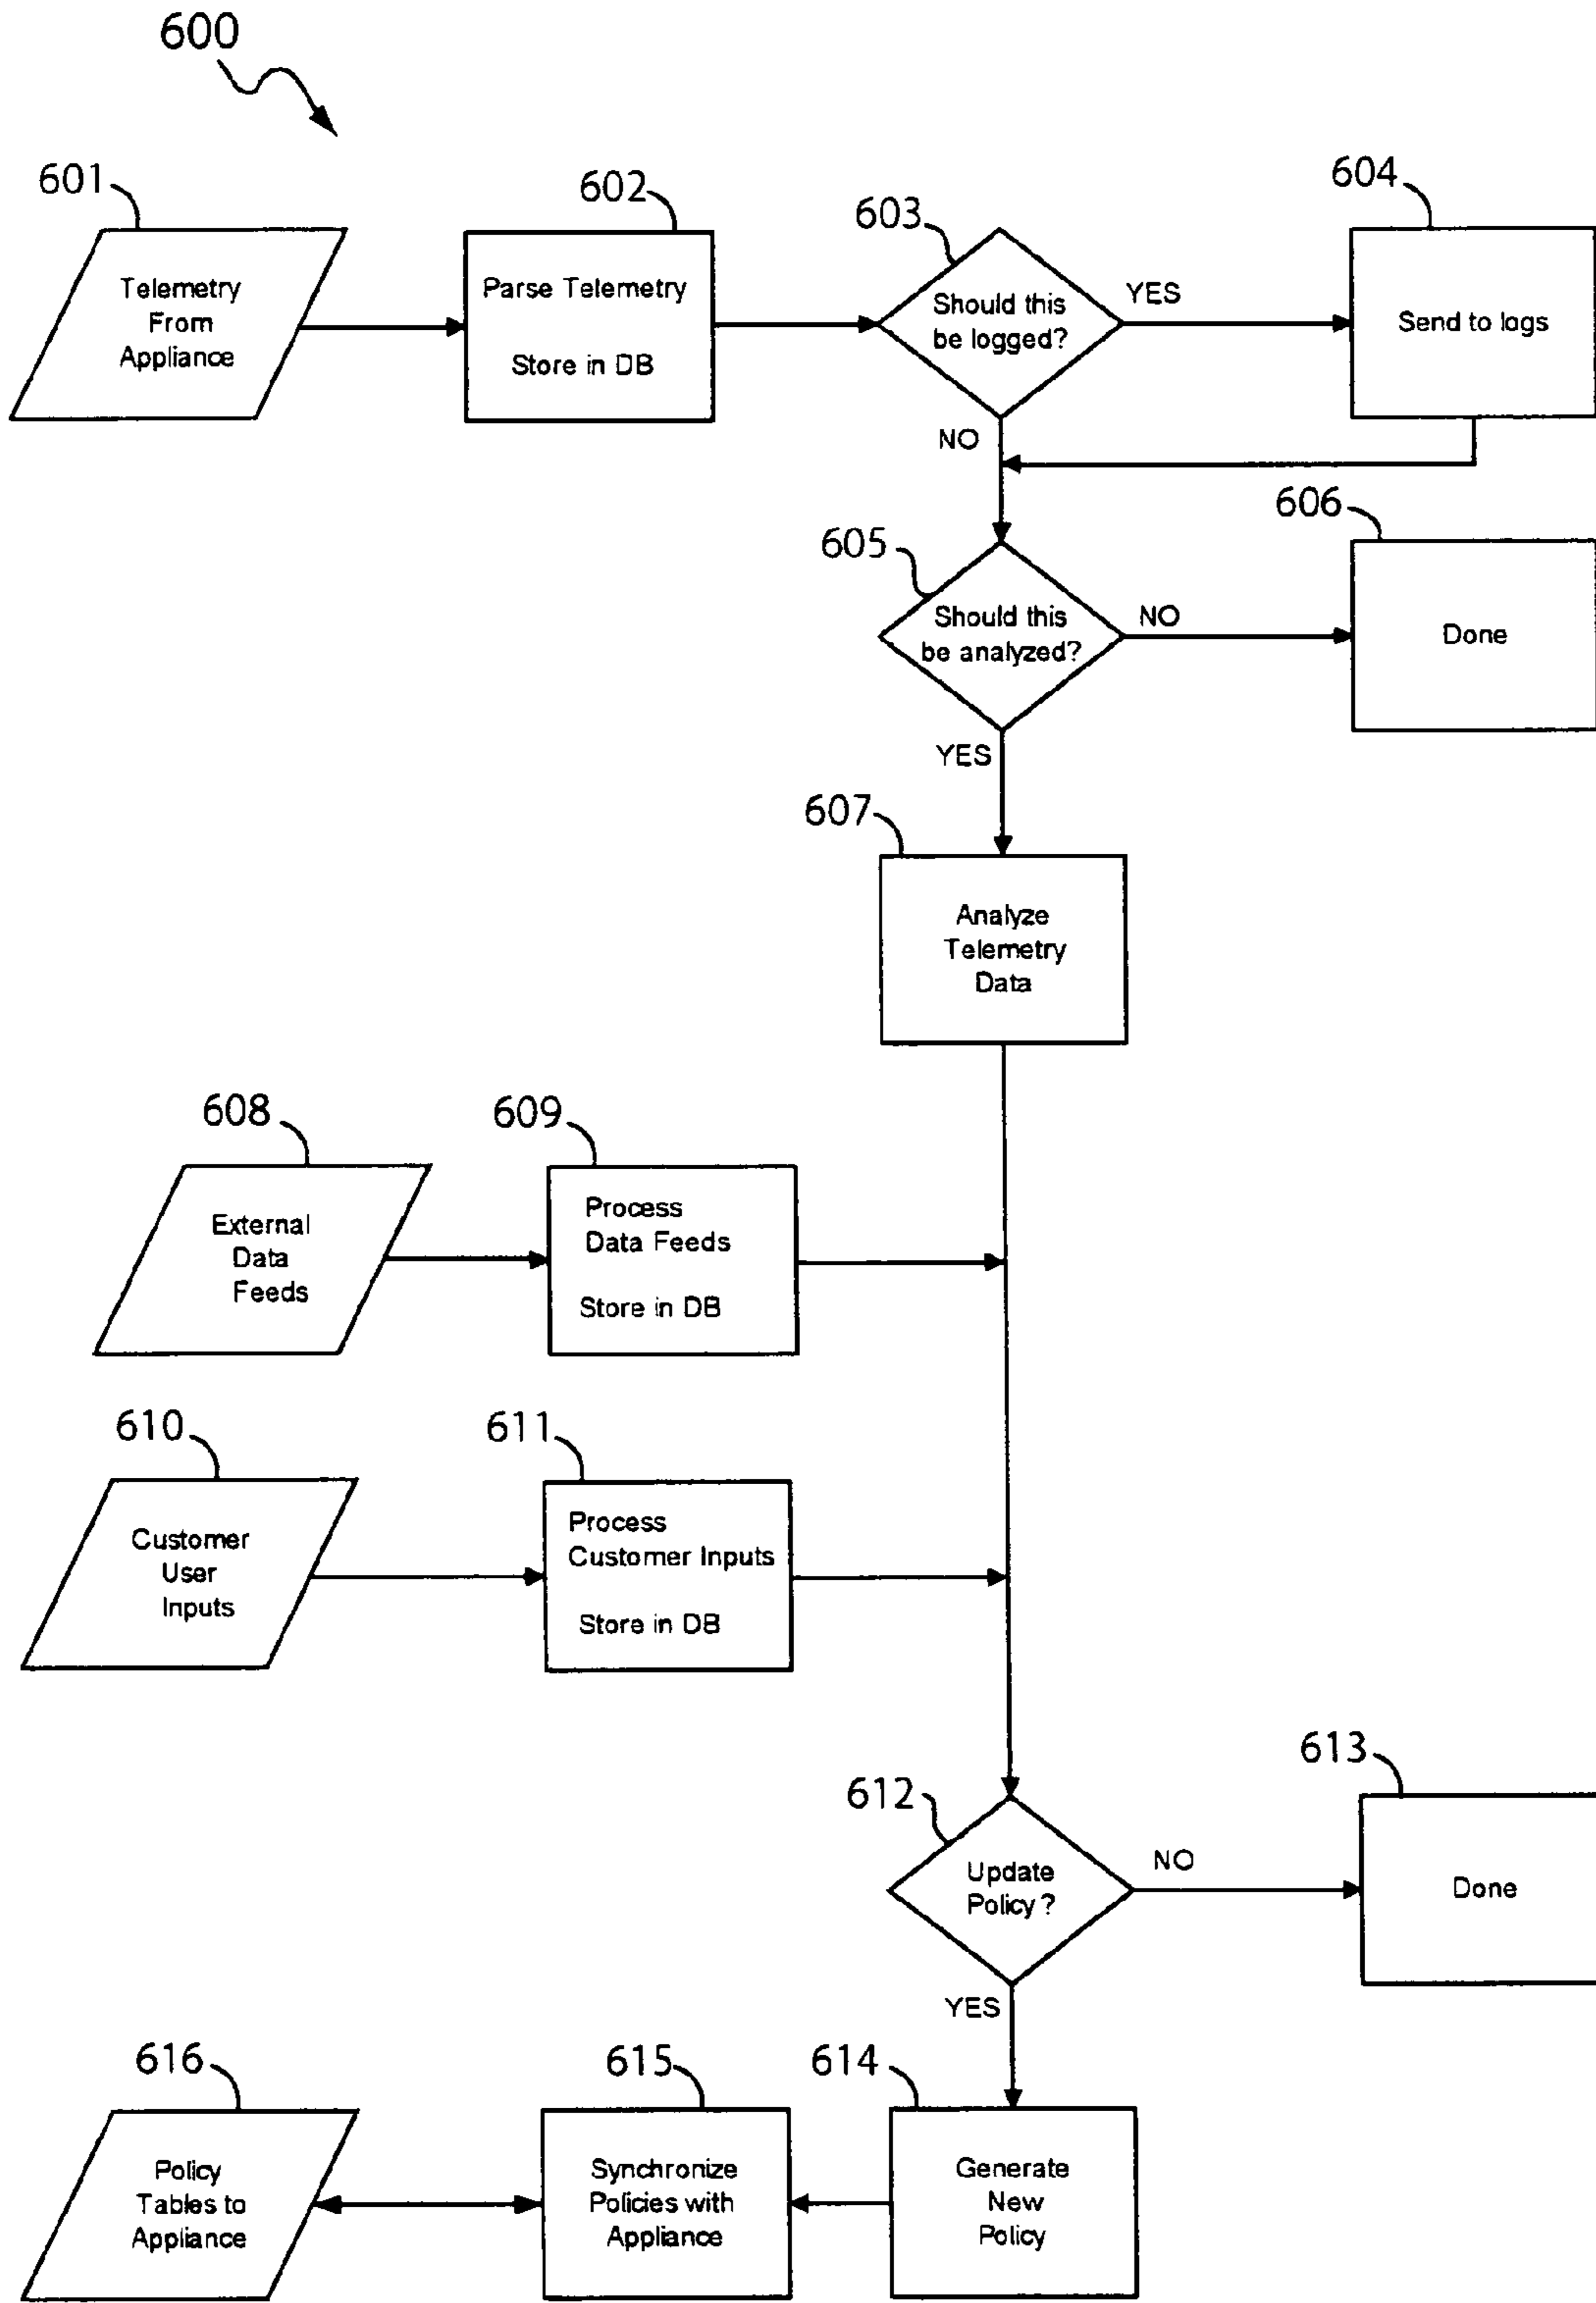 600
601
602
603
604
Telemetry
From
Appliance
Parse Telemetry
Store in DB
Should this
be logged?
YES
Send to logs
NO
605
606
Should this
be analyzed?
NO
Done
YES
607
Analyze
Telemetry
Data
608
609
External
Data
Feeds
Process
Data Feeds
Store in DB
610
611
Customer
User
Inputs
Process
Customer Inputs
Store in DB
612
613
Update
Policy?
NO
Done
YES
616
615
614
Policy
Tables to
Appliance
Synchronize
Policies with
Appliance
Generate
New
Policy